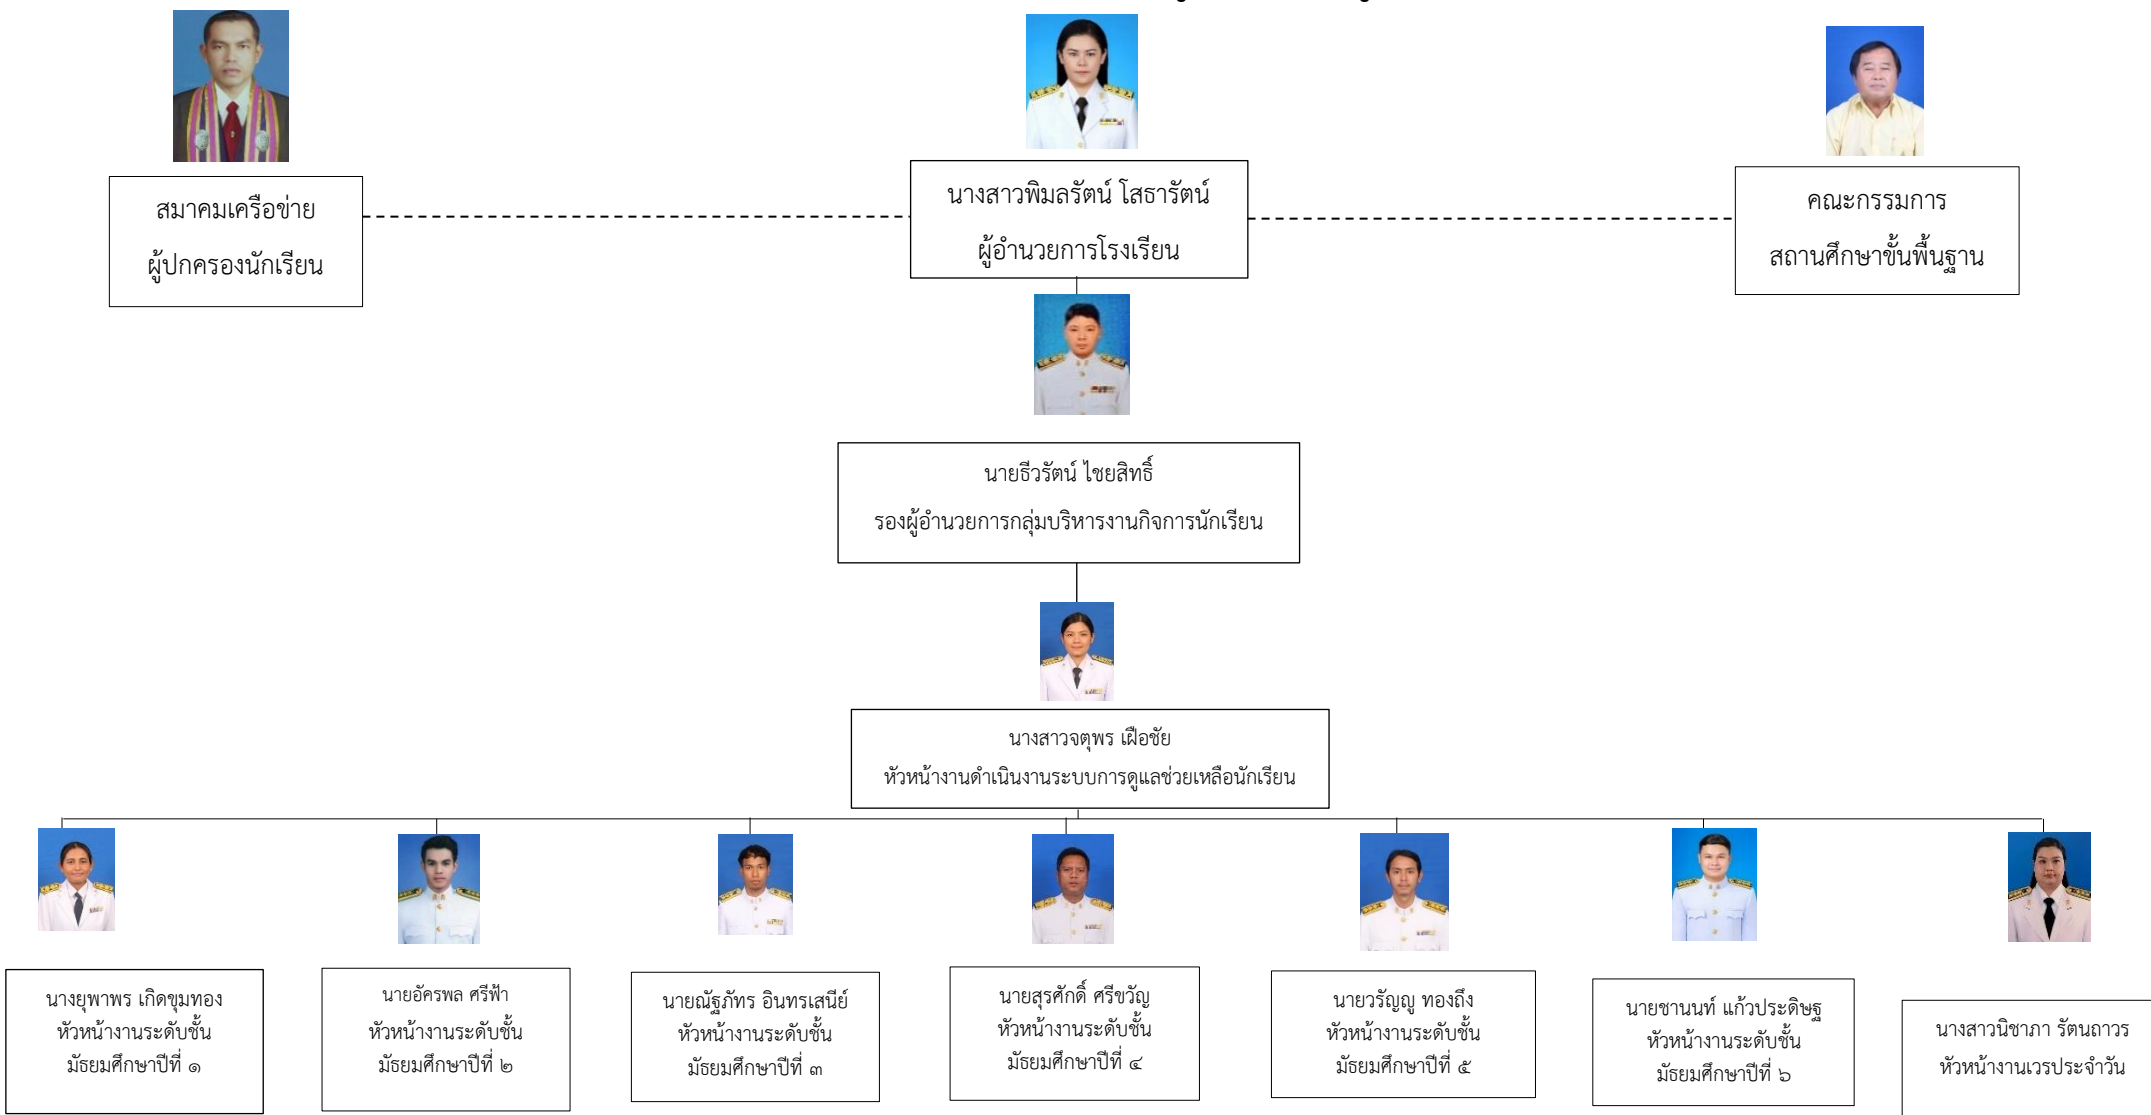 สมาคมเครือข่าย
ผู้ปกครองนักเรียน
นางสาวพิมลรัตน์ โสธารัตน์
ผู้อำนวยการโรงเรียน
คณะกรรมการ
สถานศึกษาขั้นพื้นฐาน
นายธีวรัตน์ ไชยสิทธิ์
รองผู้อำนวยการกลุ่มบริหารงานกิจการนักเรียน
นางสาวจตุพร เฝือชัย
หัวหน้างานดำเนินงานระบบการดูแลช่วยเหลือนักเรียน
นางยุพาพร เกิดขุมทอง
หัวหน้างานระดับชั้น
มัธยมศึกษาปีที่ ๑
นายอัครพล ศรีฟ้า
หัวหน้างานระดับชั้น
มัธยมศึกษาปีที่ ๒
นายณัฐภัทร อินทรเสนีย์
หัวหน้างานระดับชั้น
มัธยมศึกษาปีที่ ๓
นายสุรศักดิ์ ศรีขวัญ
หัวหน้างานระดับชั้น
มัธยมศึกษาปีที่ ๔
นายวรัญญู ทองถึง
หัวหน้างานระดับชั้น
มัธยมศึกษาปีที่ ๕
นายชานนท์ แก้วประดิษฐ
หัวหน้างานระดับชั้น
มัธยมศึกษาปีที่ ๖
นางสาวนิชาภา รัตนถาวร
หัวหน้างานเวรประจำวัน